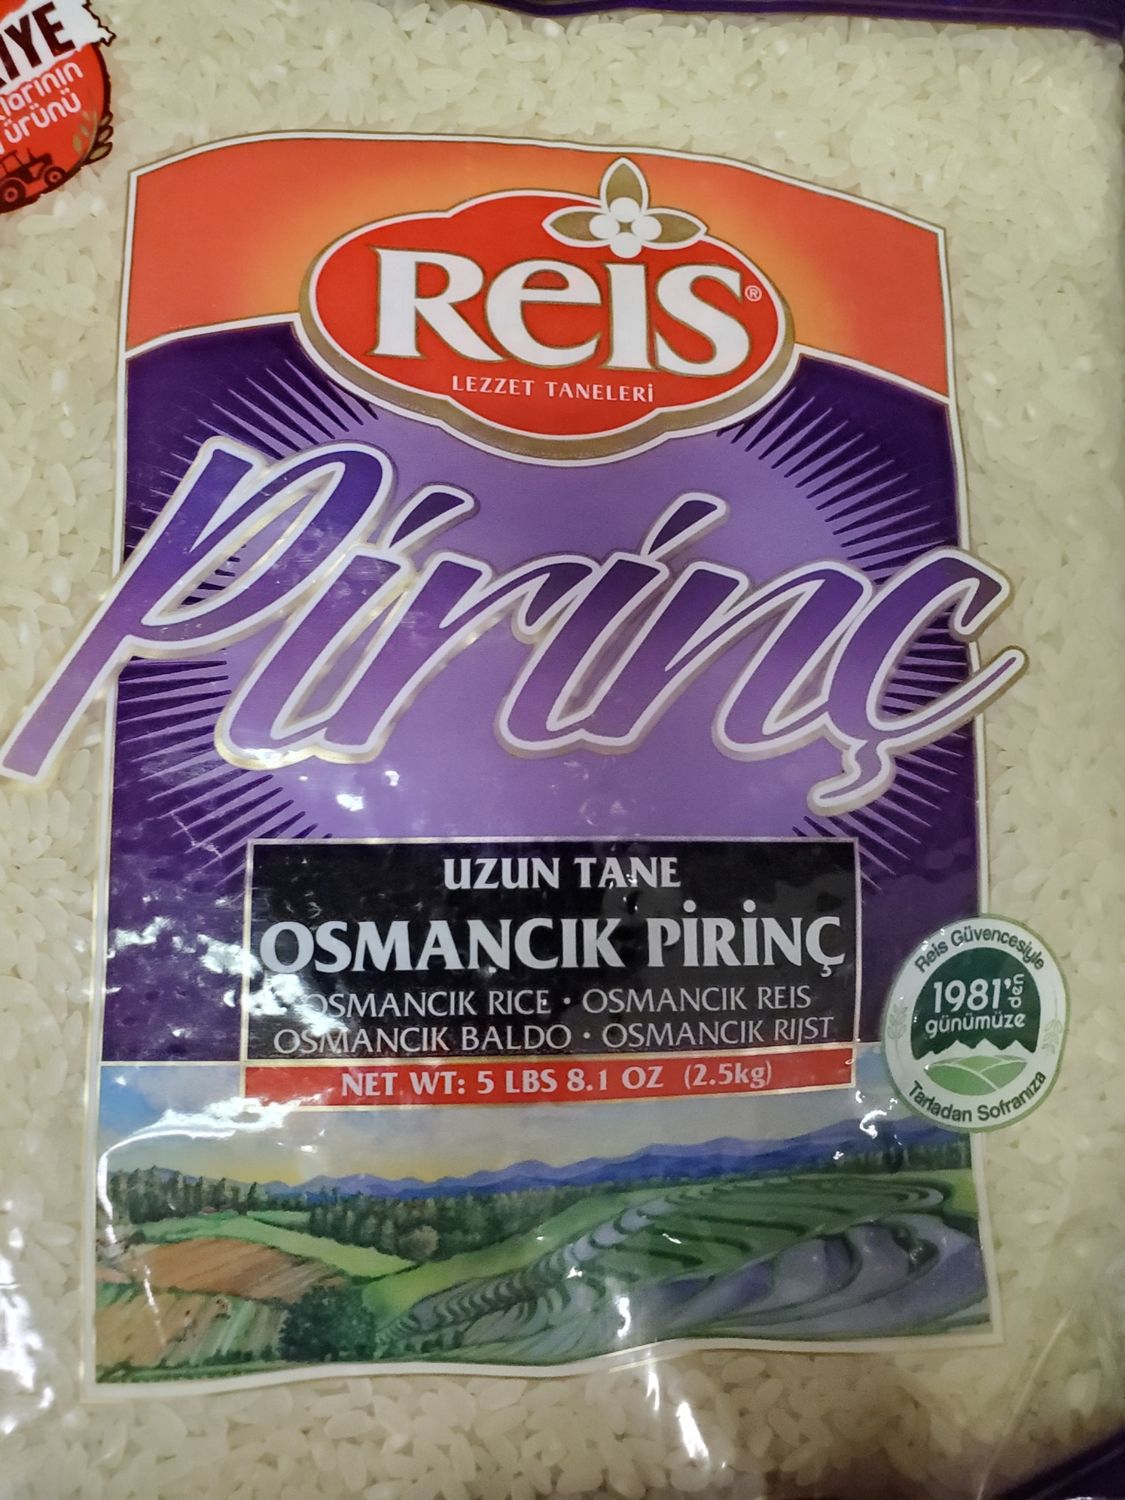 ürünü
Reis®
LEZZET TANELERİ
Pirinç
UZUN TANE
OSMANCIK PİRİNÇ
OSMANCIK RICE • OSMANCIK REIS
OSMANCIK BALDO • OSMANCIK RIJST
NET WT: 5 LBS 8.1 OZ (2.5kg)
Reis Güvencesiyle
1981'den
günümüze
Tarladan Sofranıza